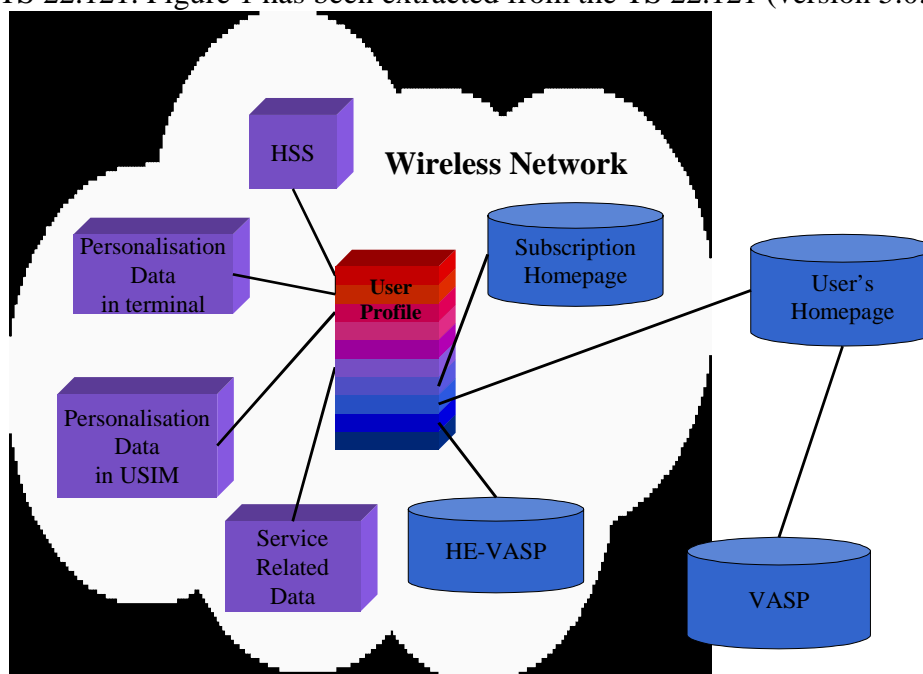 TS 22.121. Figure 1 has been extracted from the TS 22.121 (version 5.0.
HSS
Wireless Network
Personalisation
Data
in terminal
User
Profile
Subscription
Homepage
User's
Homepage
Personalisation
Data
in USIM
Service
Related
Data
HE-VASP
VASP